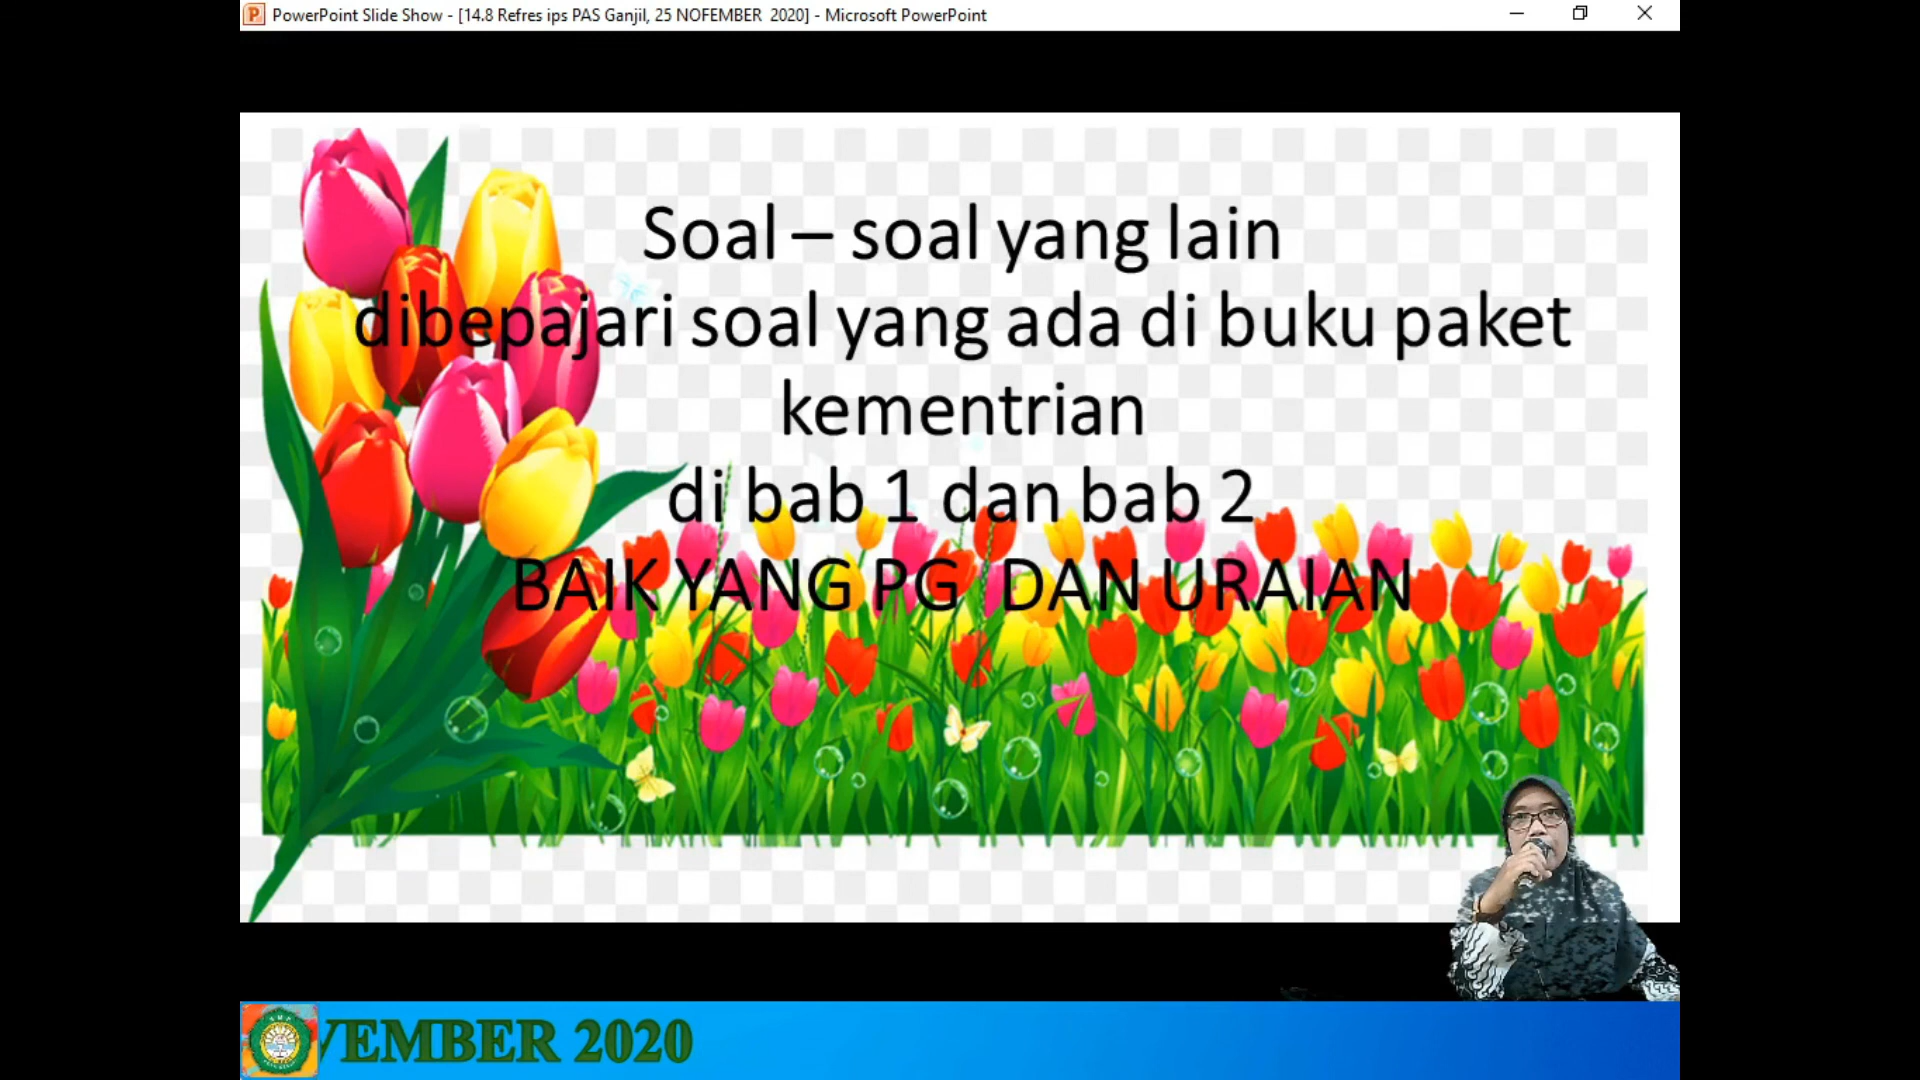 PowerPoint Slide Show - [14.8 Refres ips PAS Ganjil, 25 NOFEMBER  2020] - Microsoft PowerPoint
Soal – soal yang lain
dibepajari soal yang ada di buku paket
kementrian
di bab 1 dan bab 2
BAIK YANG PG  DAN URAIAN
VEMBER 2020